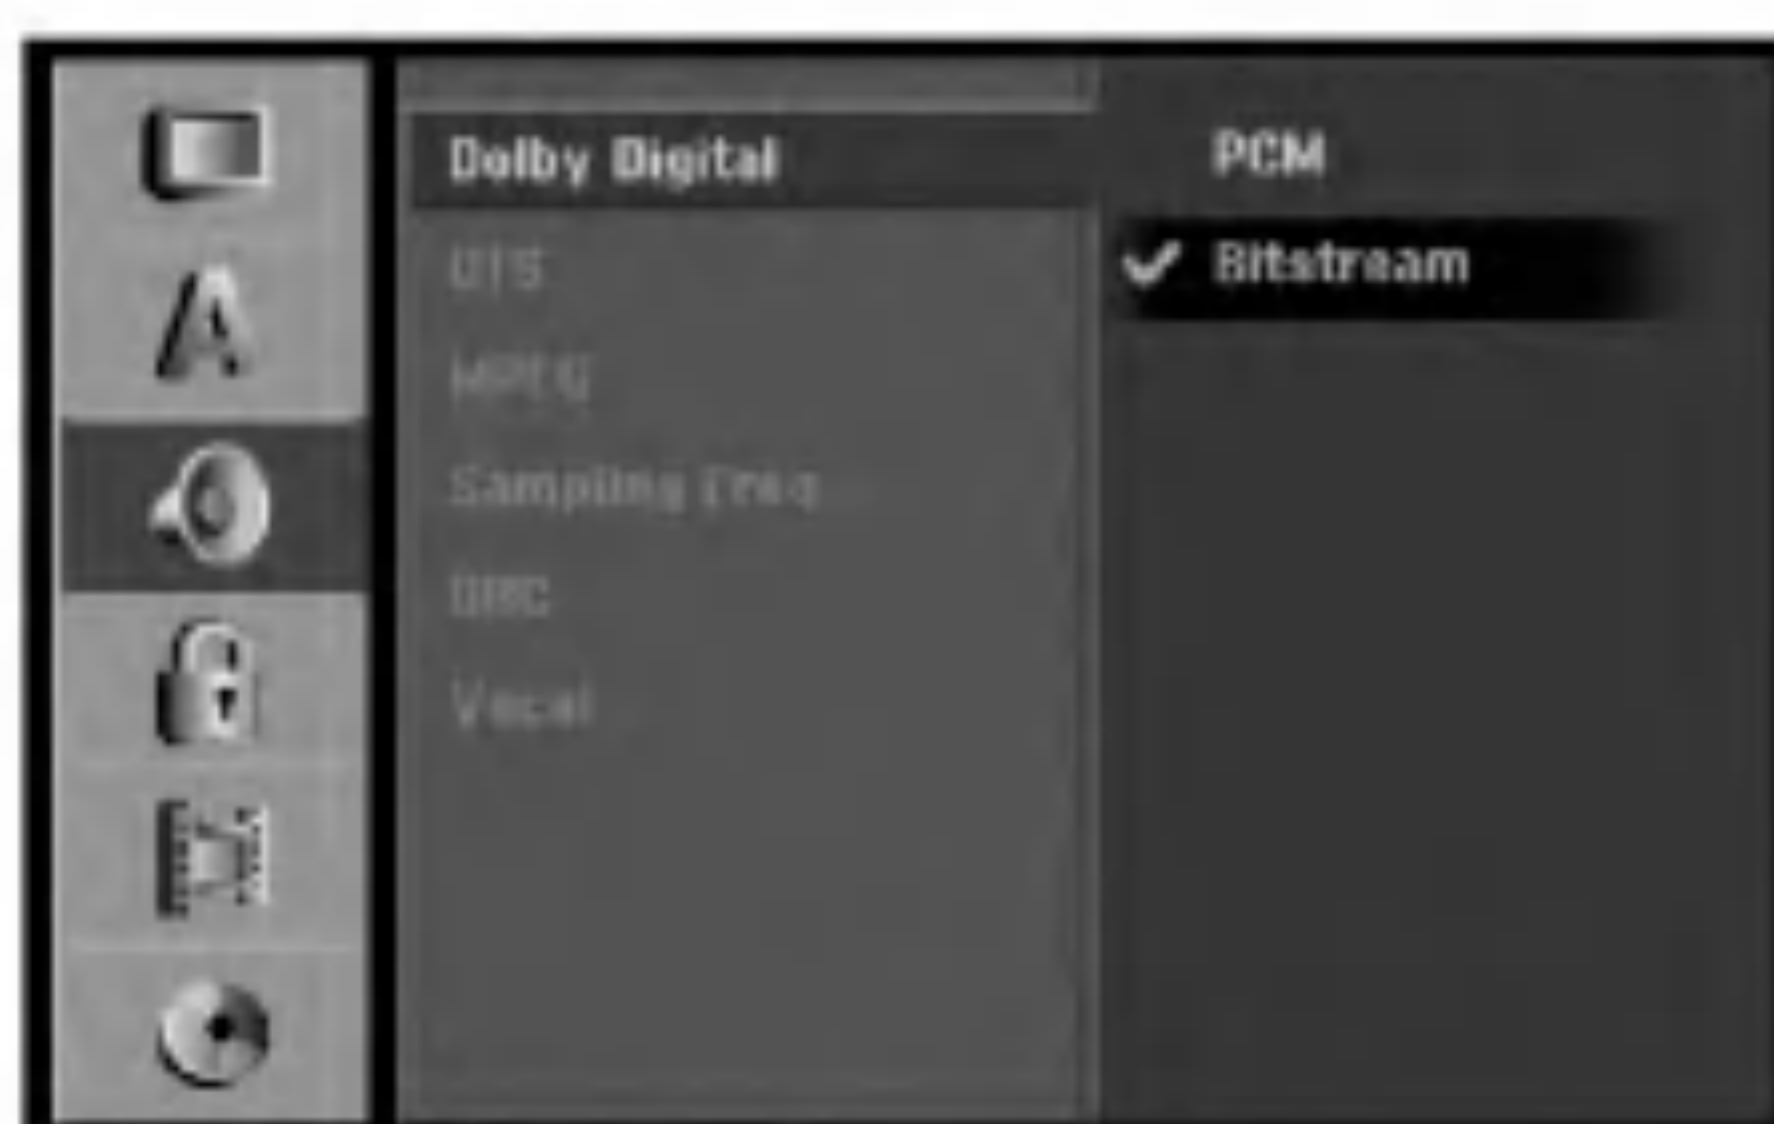 Dolby Digital
DTS
MPEG
Sampling Freq
DRC
Vocal
PCM
Bitstream